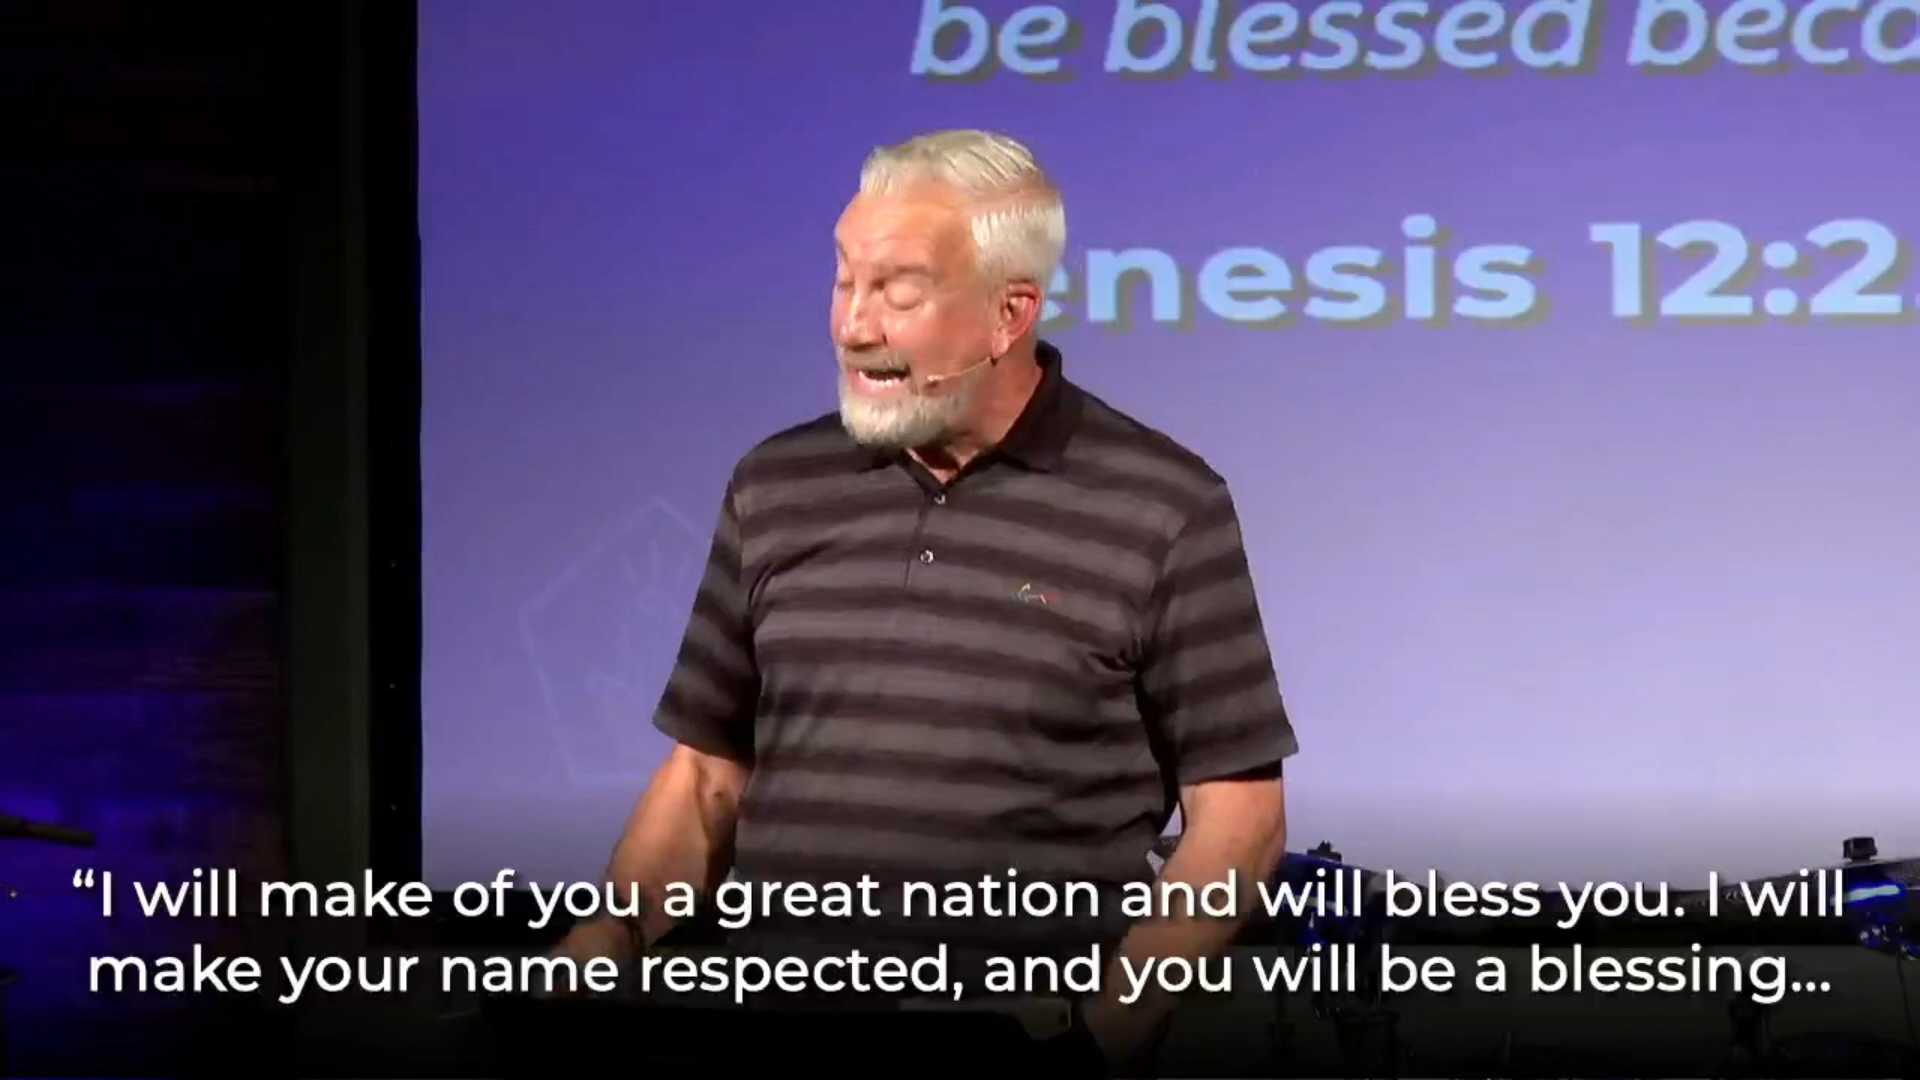 be blessed beca
enesis 12:2
“I will make of you a great nation and will bless you. I will
make your name respected, and you will be a blessing...